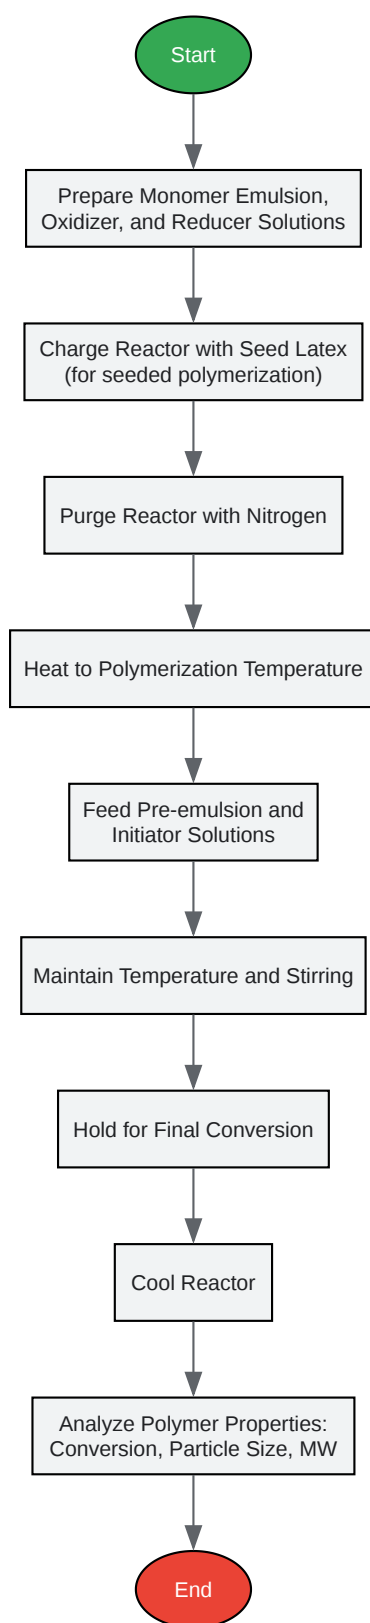 Start
Prepare Monomer Emulsion,
Oxidizer, and Reducer Solutions
Charge Reactor with Seed Latex
(for seeded polymerization)
Purge Reactor with Nitrogen
Heat to Polymerization Temperature
Feed Pre-emulsion and
Initiator Solutions
Maintain Temperature and Stirring
Hold for Final Conversion
Cool Reactor
Analyze Polymer Properties:
Conversion, Particle Size, MW
End